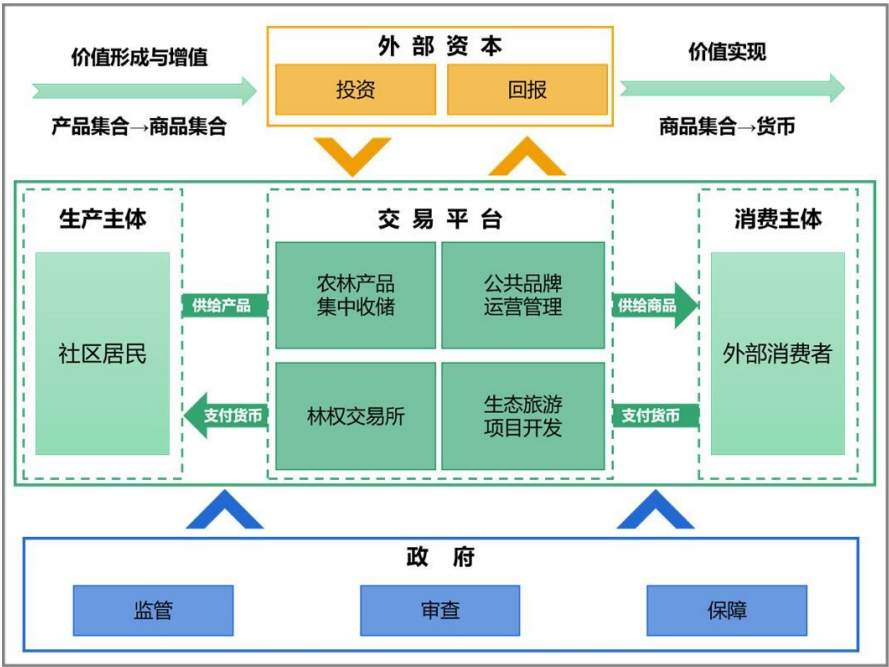 价值形成与增值
产品集合→商品集合
外部资本
投资
回报
价值实现
商品集合→货币
生产主体
社区居民
供给产品
支付货币
交易平台
农林产品
集中收储
公共品牌
运营管理
林权交易所
生态旅游
项目开发
供给商品
支付货币
消费主体
外部消费者
政府
监管
审查
保障